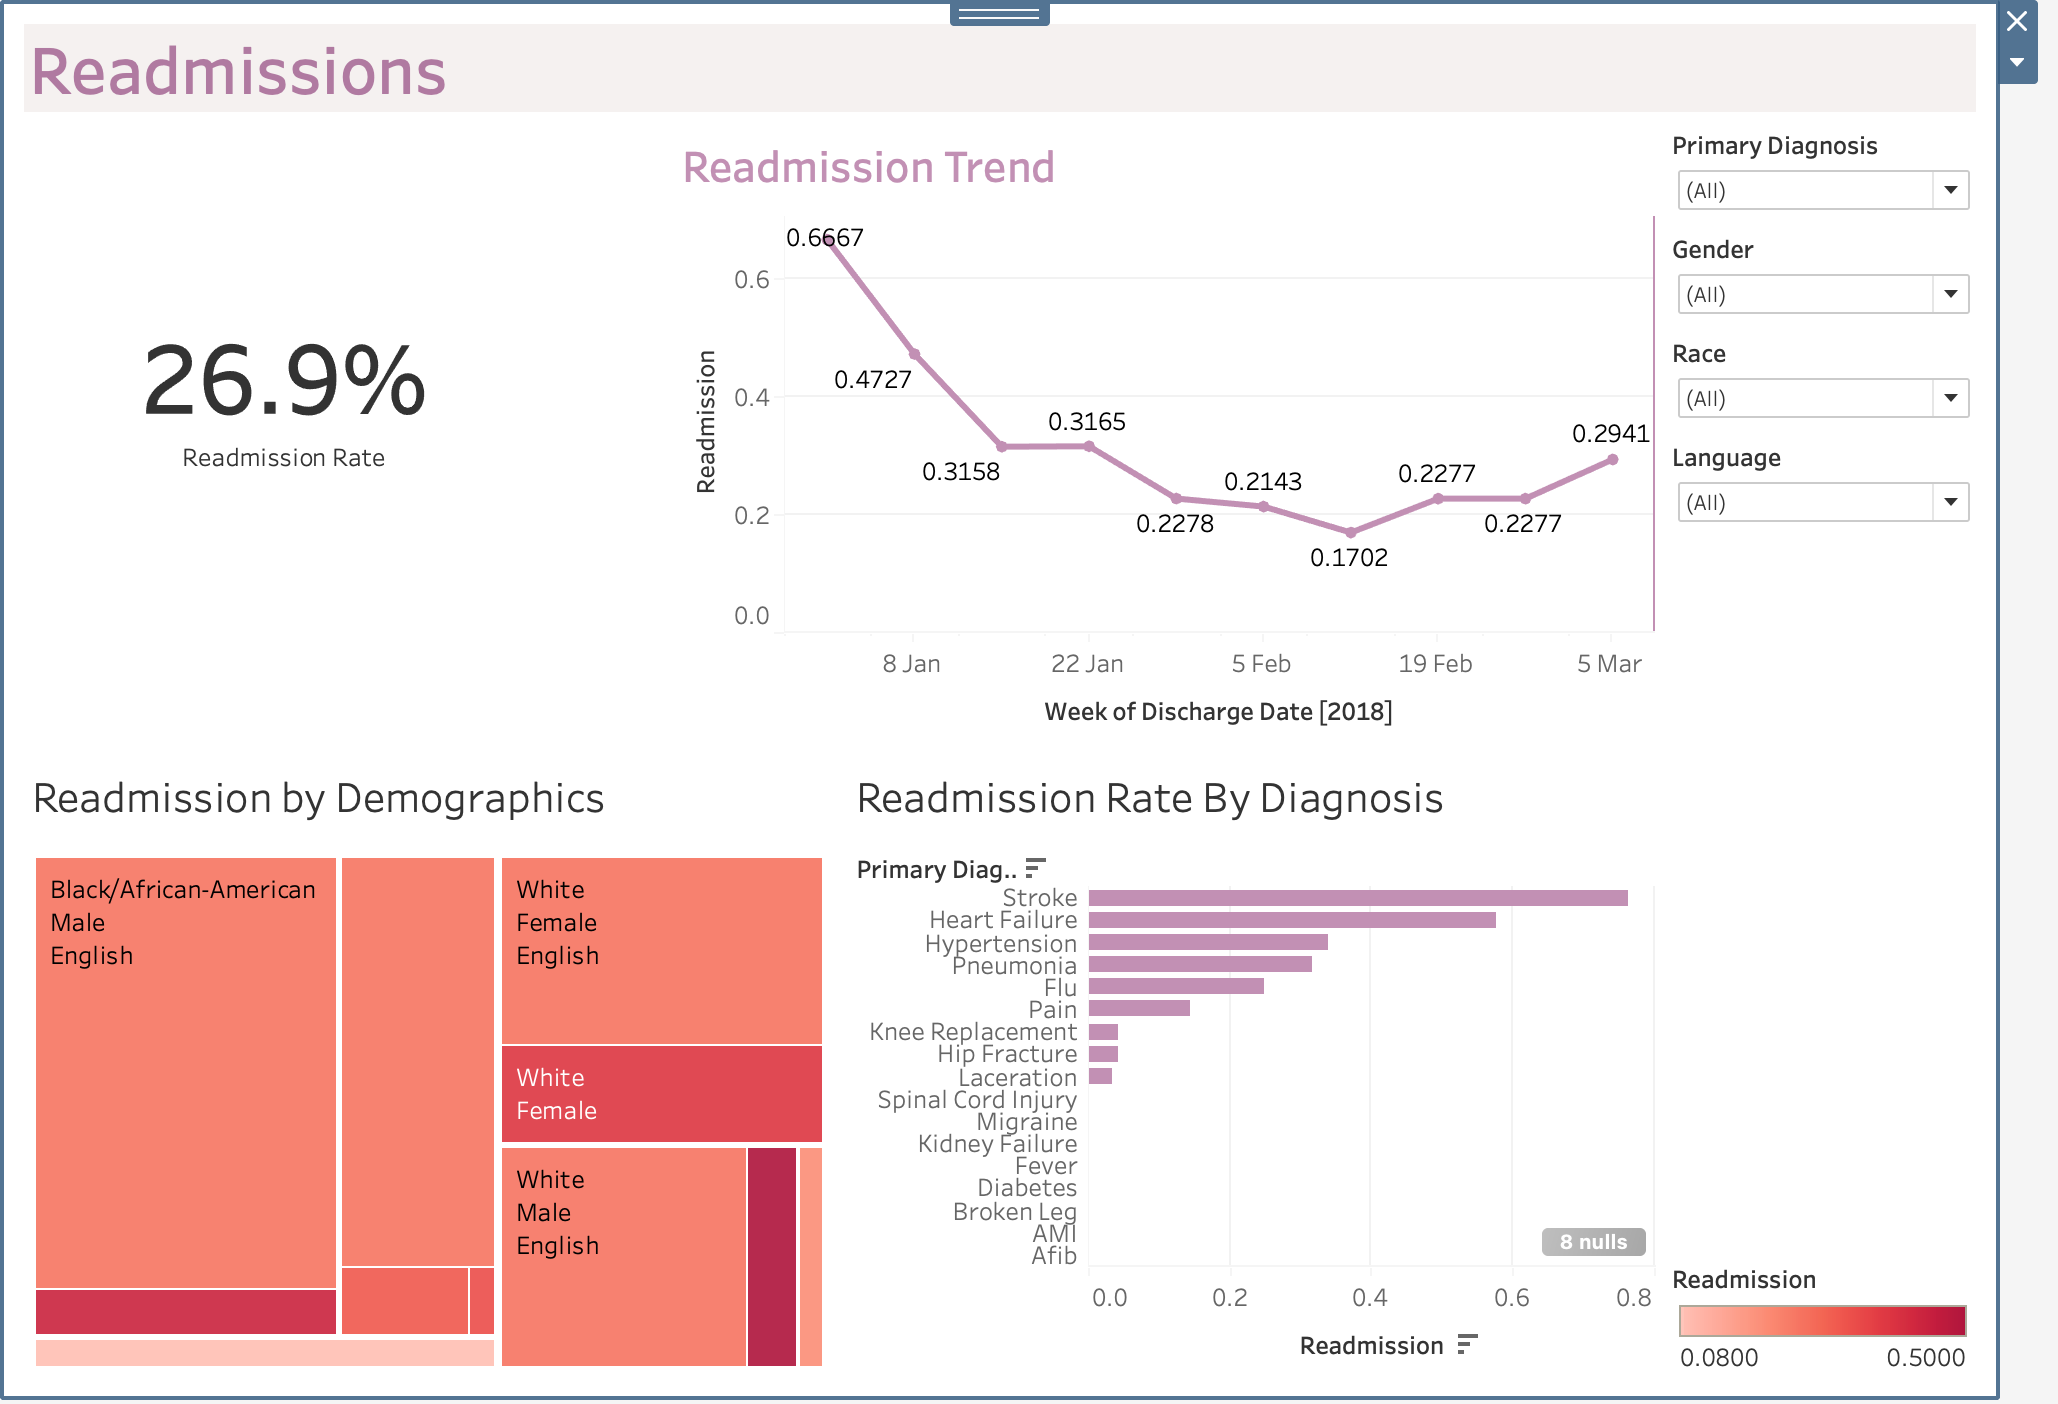 Readmissions
26.9%
Readmission Rate
Readmission Trend
Readmission
0.6
0.4
0.2
0.0
0.6667
0.4727
0.3158
0.3165
0.2278
0.2143
0.1702
0.2277
0.2277
0.2941
8 Jan
22 Jan
5 Feb
19 Feb
5 Mar
Week of Discharge Date [2018]
Primary Diagnosis
(All)
Gender
(All)
Race
(All)
Language
(All)
Readmission by Demographics
Black/African-American
Male
English
White
Female
English
White
Female
White
Male
English
Readmission Rate By Diagnosis
Primary Diag..
Stroke
Heart Failure
Hypertension
Pneumonia
Flu
Pain
Knee Replacement
Hip Fracture
Laceration
Spinal Cord Injury
Migraine
Kidney Failure
Fever
Diabetes
Broken Leg
AMI
Afib
8 nulls
0.0
0.2
0.4
0.6
0.8
Readmission
Readmission
0.0800
0.5000